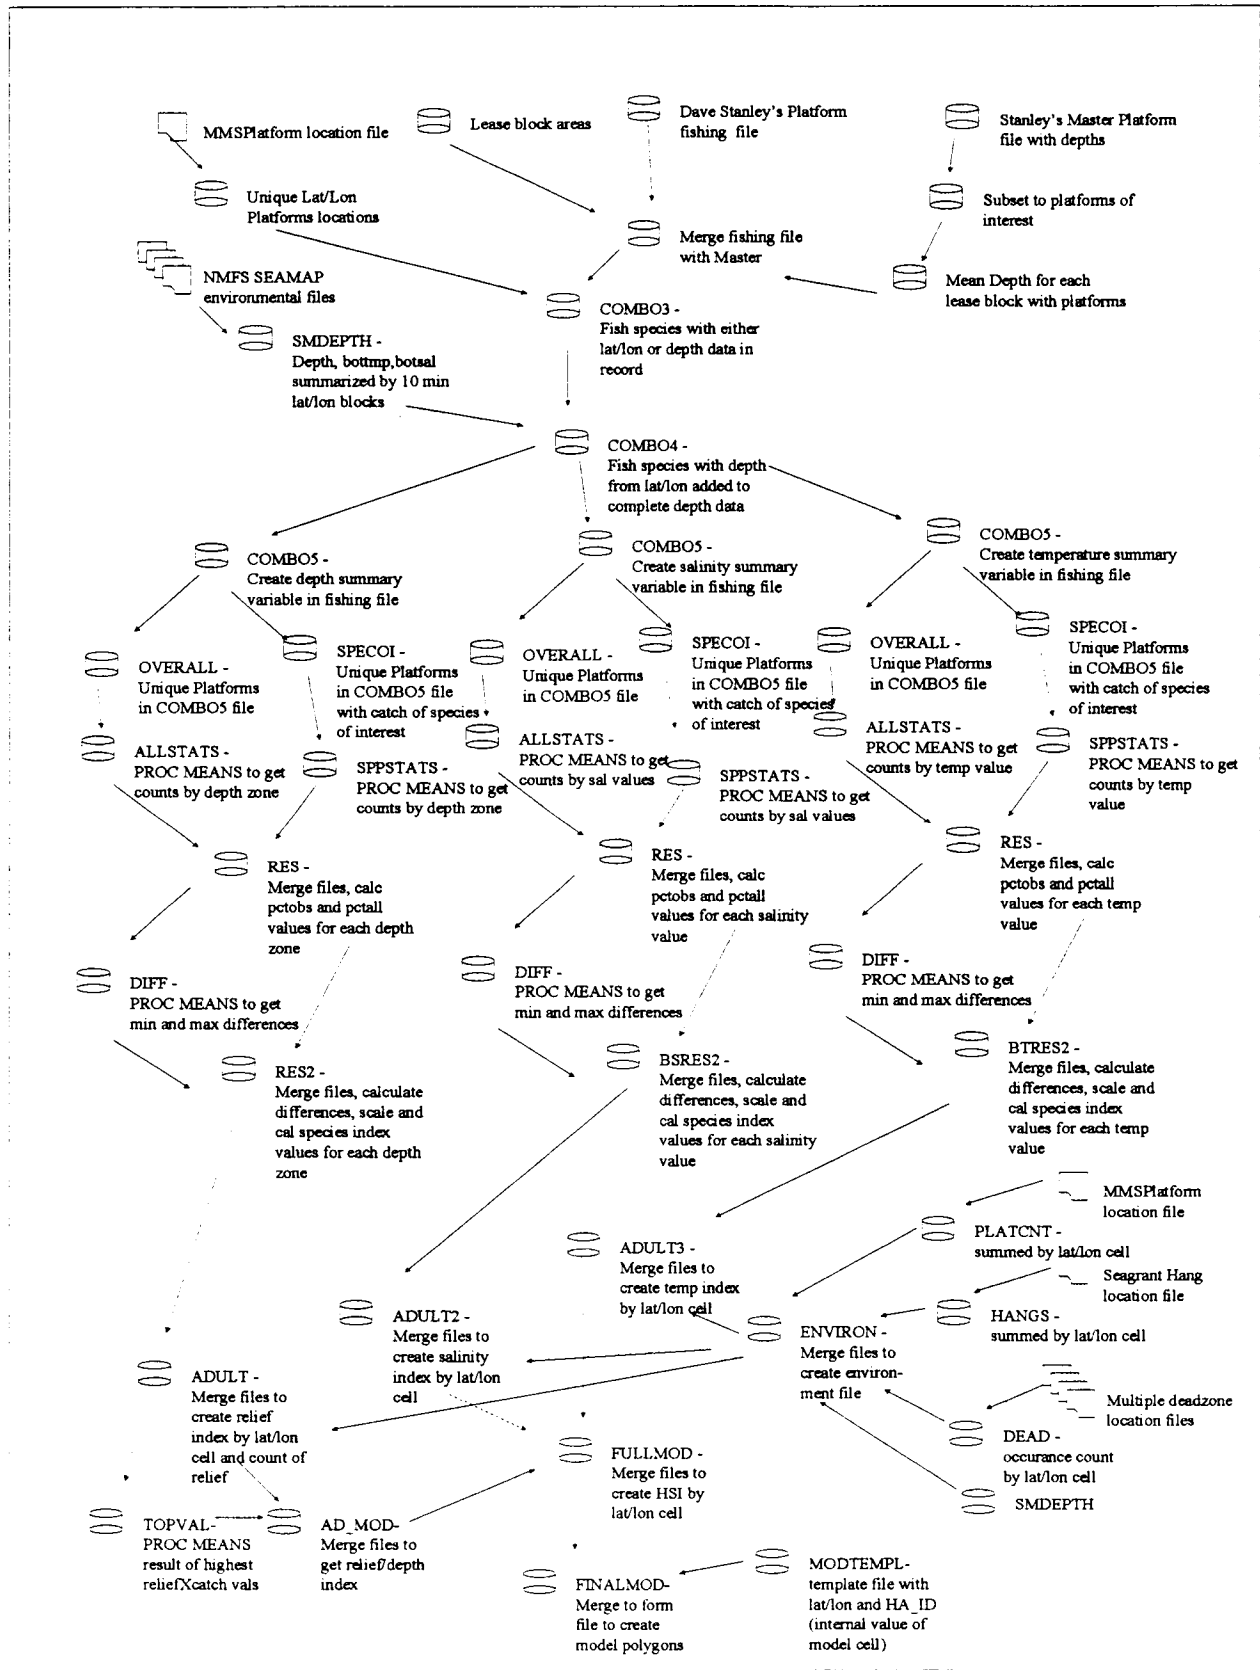 MMSPlatform location file
Lease block areas
Dave Stanley's Platform
fishing file
Stanley's Master Platform
file with depths
Unique Lat/Lon
Platforms locations
Subset to platforms of
interest
Merge fishing file
with Master
NMFS SEAMAP
environmental files
Mean Depth for each
lease block with platforms
COMBO3 -
Fish species with either
lat/lon or depth data in
record
SMDEPTH -
Depth, bottmp,botsal
summarized by 10 min
lat/lon blocks
COMBO4 -
Fish species with depth
from lat/lon added to
complete depth data
COMBO5 -
Create depth summary
variable in fishing file
COMBO5 -
Create salinity summary
variable in fishing file
COMBO5 -
Create temperature summary
variable in fishing file
OVERALL -
Unique Platforms
in COMBO5 file
SPECOI -
Unique Platforms
in COMBO5 file
with catch of species
of interest
OVERALL -
Unique Platforms
in COMBO5 file
SPECOI -
Unique Platforms
in COMBO5 file
with catch of species
of interest
OVERALL -
Unique Platforms
in COMBO5 file
SPECOI -
Unique Platforms
in COMBO5 file
with catch of species
of interest
ALLSTATS -
PROC MEANS to get
counts by depth zone
SPPSTATS -
PROC MEANS to get
counts by depth zone
ALLSTATS -
PROC MEANS to get
counts by sal values
SPPSTATS -
PROC MEANS to get
counts by sal values
ALLSTATS -
PROC MEANS to get
counts by temp value
SPPSTATS -
PROC MEANS to get
counts by temp
value
RES -
Merge files, calc
pctobs and pctall
values for each depth
zone
RES -
Merge files, calc
pctobs and pctall
values for each salinity
value
RES -
Merge files, calc
pctobs and pctall
values for each temp
value
DIFF -
PROC MEANS to get
min and max differences
DIFF -
PROC MEANS to get
min and max differences
DIFF -
PROC MEANS to get
min and max differences
RES2 -
Merge files, calculate
differences, scale and
cal species index
values for each depth
zone
BSRES2 -
Merge files, calculate
differences, scale and
cal species index
values for each salinity
value
BTRES2 -
Merge files, calculate
differences, scale and
cal species index
values for each temp
value
MMSPlatform
location file
PLATCNT -
summed by lat/lon cell
ADULT3 -
Merge files to
create temp index
by lat/lon cell
Seagrant Hang
location file
HANGS -
summed by lat/lon cell
ADULT2 -
Merge files to
create salinity
index by lat/lon
cell
ENVIRON -
Merge files to
create environ-
ment file
ADULT -
Merge files to
create relief
index by lat/lon
cell and count of
relief
Multiple deadzone
location files
DEAD -
occurance count
by lat/lon cell
FULLMOD -
Merge files to
create HSI by
lat/lon cell
SMDEPTH
TOPVAL-
PROC MEANS
result of highest
reliefXcatch vals
AD_MOD-
Merge files to
get relief/depth
index
FINALMOD-
Merge to form
file to create
model polygons
MODTEMPL-
template file with
lat/lon and HA_ID
(internal value of
model cell)